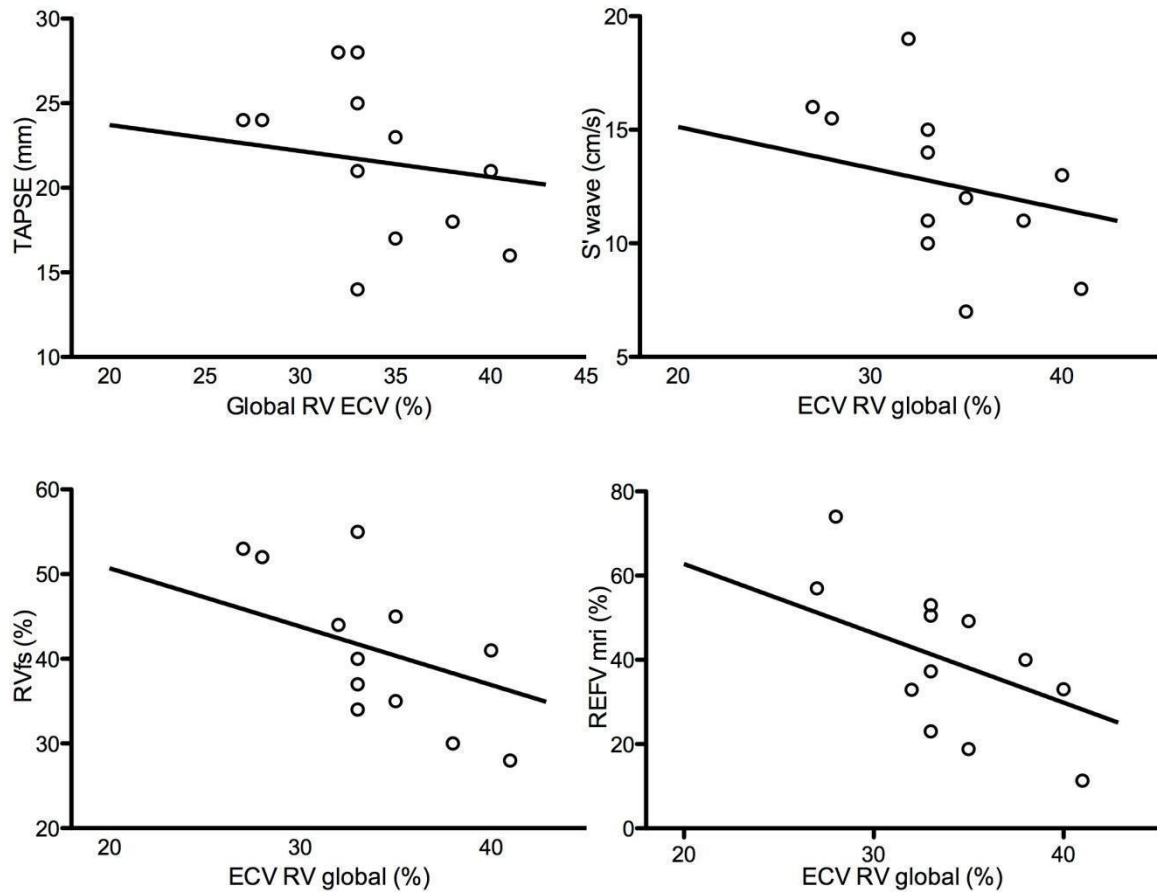 30
25
20
15
10
TAPSE (mm)
20 25 30 35 40 45
Global RV ECV (%)
20
15
10
5
S' wave (cm/s)
20 30 40
ECV RV global (%)
60
50
40
30
20
RVfs (%)
20 30 40
ECV RV global (%)
80
60
40
20
0
REFV mri (%)
20 30 40
ECV RV global (%)